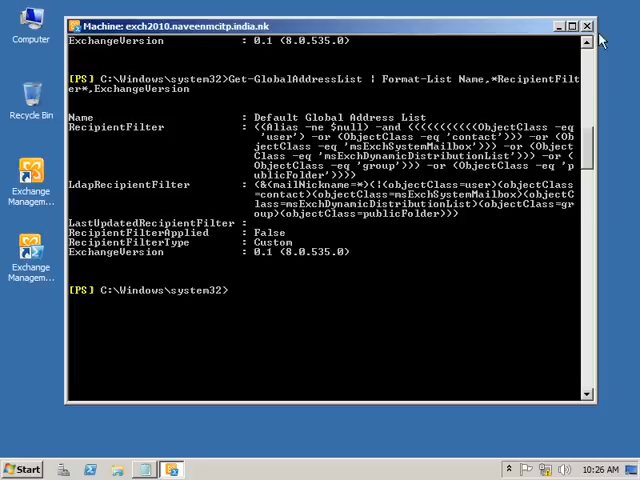 Machine: exch2010.naveenmcitp.india.nk
Computer
ExchangeVersion : 0.1 (8.0.535.0)
[PS] C:\Windows\system32>Get-GlobalAddressList | Format-List Name,*RecipientFilt
er*,ExchangeVersion
Recycle Bin
Name : Default Global Address List
RecipientFilter : ((Alias -ne $null) -and (((((((((((ObjectClass -eq
'user') -or (ObjectClass -eq 'contact'))) -or (Ob
jectClass -eq 'msExchSystemMailbox'))) -or (Object
Class -eq 'msExchDynamicDistributionList'))) -or (
ObjectClass -eq 'group'))) -or (ObjectClass -eq 'p
ublicFolder'))))
LdapRecipientFilter : (&(mailNickname=*)(|(objectClass=user)(objectClass
=contact)(objectClass=msExchSystemMailbox)(objectC
lass=msExchDynamicDistributionList)(objectClass=gr
oup)(objectClass=publicFolder)))
LastUpdatedRecipientFilter :
RecipientFilterApplied : False
RecipientFilterType : Custom
ExchangeVersion : 0.1 (8.0.535.0)
Exchange
Managem...
Exchange
Managem...
[PS] C:\Windows\system32>
Start
10:26 AM